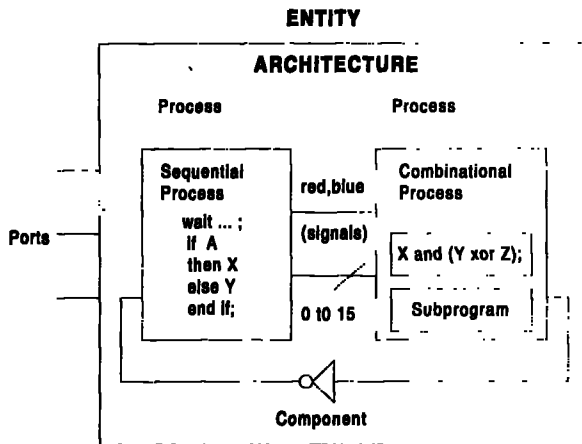 ENTITY
ARCHITECTURE
Process
Process
Sequential
Process
wait ... ;
if A
then X
else Y
end if;
red,blue
(signals)
0 to 15
Combinational
Process
X and (Y xor Z);
Subprogram
Ports
Component